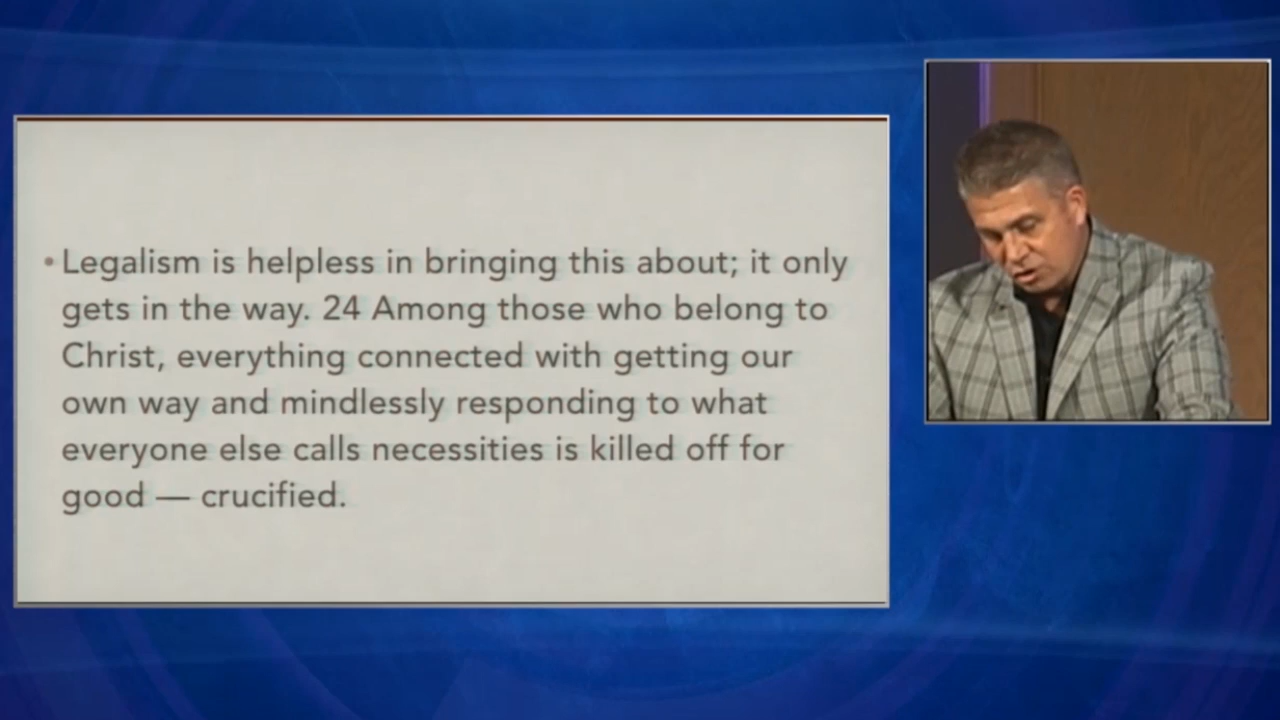 • Legalism is helpless in bringing this about; it only
gets in the way. 24 Among those who belong to
Christ, everything connected with getting our
own way and mindlessly responding to what
everyone else calls necessities is killed off for
good — crucified.